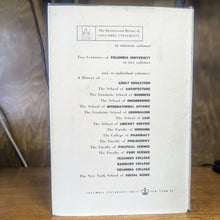 The Bicentennial History of
COLUMBIA UNIVERSITY
in nineteen volumes
Two Centuries of COLUMBIA UNIVERSITY
in two volumes
and, in individual volumes:
A History of
ADULT EDUCATION
The School of ARCHITECTURE
The Graduate School of BUSINESS
The School of ENGINEERING
The School of INTERNATIONAL AFFAIRS
The Graduate School of JOURNALISM
The School of LAW
The School of LIBRARY SERVICE
The Faculty of MEDICINE
The College of PHARMACY
The Faculty of PHILOSOPHY
The Faculty of POLITICAL SCIENCE
The Faculty of PURE SCIENCE
TEACHERS COLLEGE
BARNARD COLLEGE
COLUMBIA COLLEGE
The New York School of SOCIAL WORK
COLUMBIA UNIVERSITY PRESS NEW YORK 27